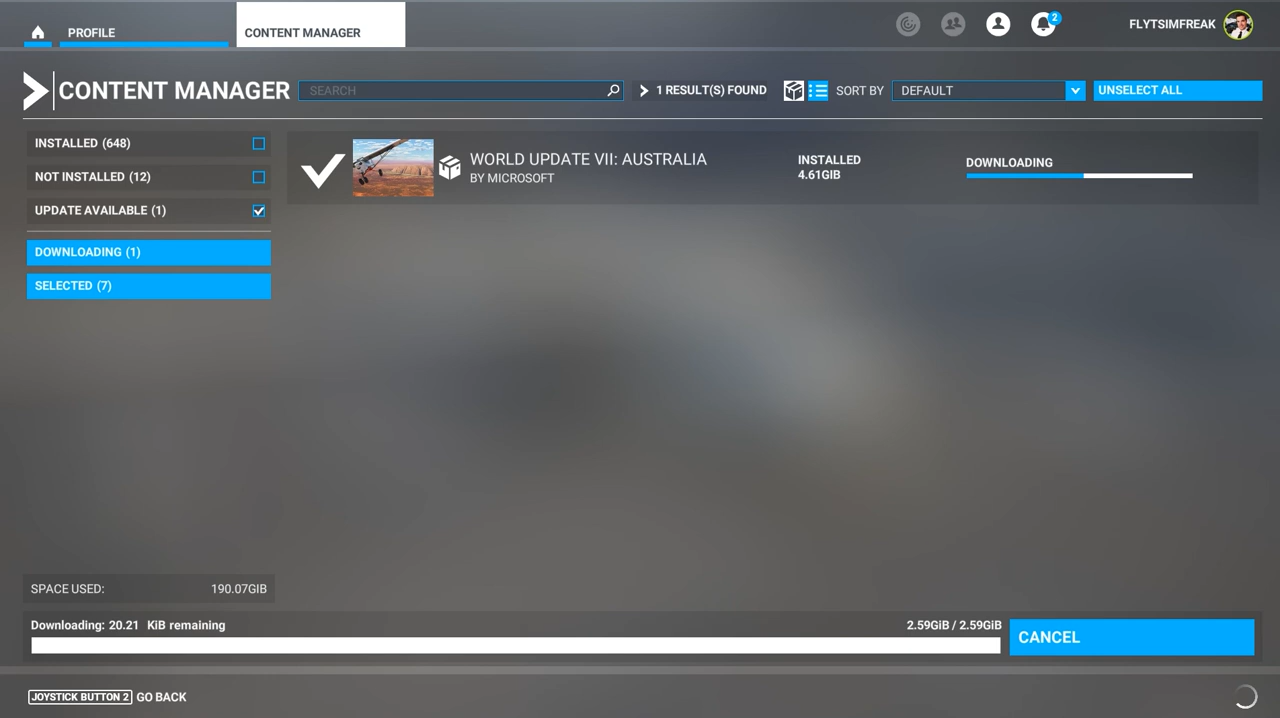 PROFILE
CONTENT MANAGER
2
FLYTSIMFREAK
CONTENT MANAGER
SEARCH
1 RESULT(S) FOUND
SORT BY
DEFAULT
UNSELECT ALL
INSTALLED (648)
NOT INSTALLED (12)
UPDATE AVAILABLE (1)
DOWNLOADING (1)
SELECTED (7)
WORLD UPDATE VII: AUSTRALIA
BY MICROSOFT
INSTALLED
4.61GIB
DOWNLOADING
SPACE USED: 190.07GIB
Downloading: 20.21 KiB remaining
2.59GiB / 2.59GiB
CANCEL
JOYSTICK BUTTON 2 GO BACK